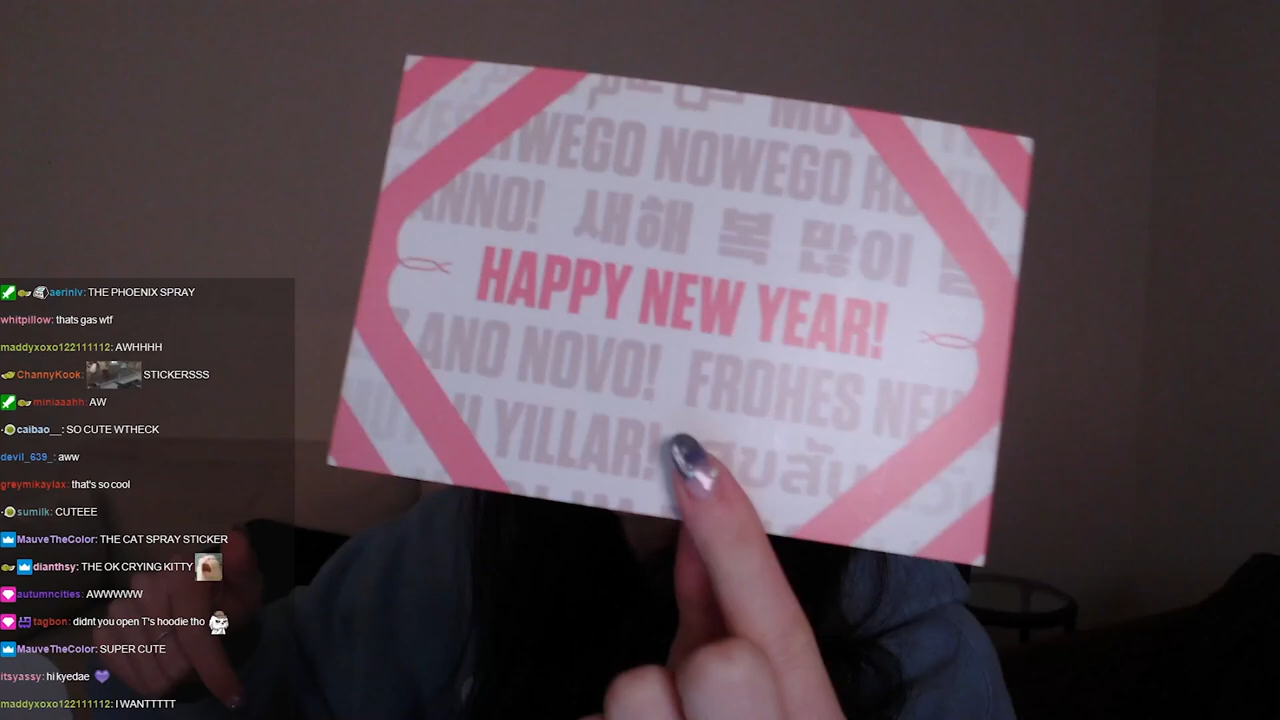 NOWEGO NOWEGO
새해 복 많이
HAPPY NEW YEAR!
ANO NOVO! FROHES
YILLAR!
aerinlv: THE PHOENIX SPRAY
whitpillow: thats gas wtf
maddyxoxo122111112: AWHHHH
ChannyKook: STICKERSSS
miniaaahh: AW
caibao__: SO CUTE WTHECK
devil_639_: aww
greymikaylax: that's so cool
sumilk: CUTEEE
MauveTheColor: THE CAT SPRAY STICKER
dianthsy: THE OK CRYING KITTY
autumncities: AWWWWW
tagbon: didnt you open T's hoodie tho
MauveTheColor: SUPER CUTE
itsyassy: hi kyedae
maddyxoxo122111112: I WANTTTTT